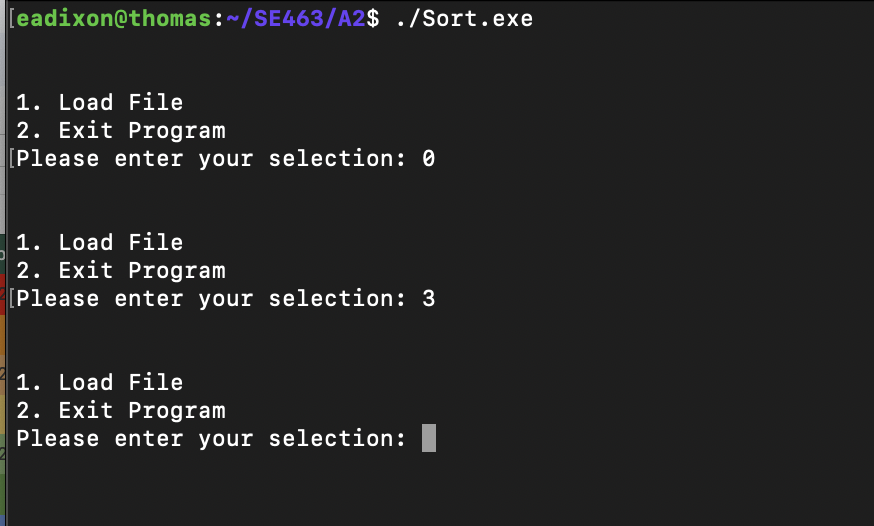 [eadixon@thomas:~/SE463/A2$ ./Sort.exe
1. Load File
2. Exit Program
[Please enter your selection: 0
1. Load File
2. Exit Program
[Please enter your selection: 3
1. Load File
2. Exit Program
Please enter your selection: